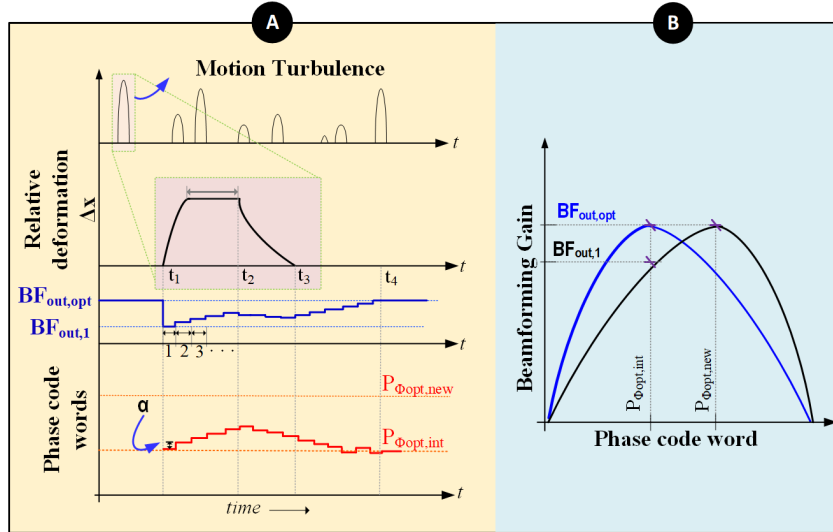 A
B
Motion Turbulence
t
Relative
deformation
Δx
t1
t2
t3
t4
BFout,opt
BFout,1
1 2 3 · · ·
t
Phase code
words
α
PΦopt,new
PΦopt,int
t
time
Beamforming Gain
BFout,opt
BFout,1
PΦopt,int
PΦopt,new
Phase code word